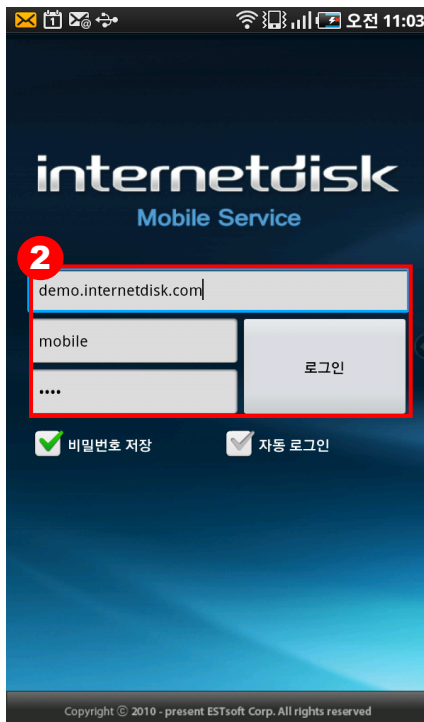 오전 11:03
internetdisk
Mobile Service
2
demo.internetdisk.com
mobile
••••
로그인
비밀번호 저장
자동 로그인
Copyright ⓒ 2010 - present ESTsoft Corp. All rights reserved